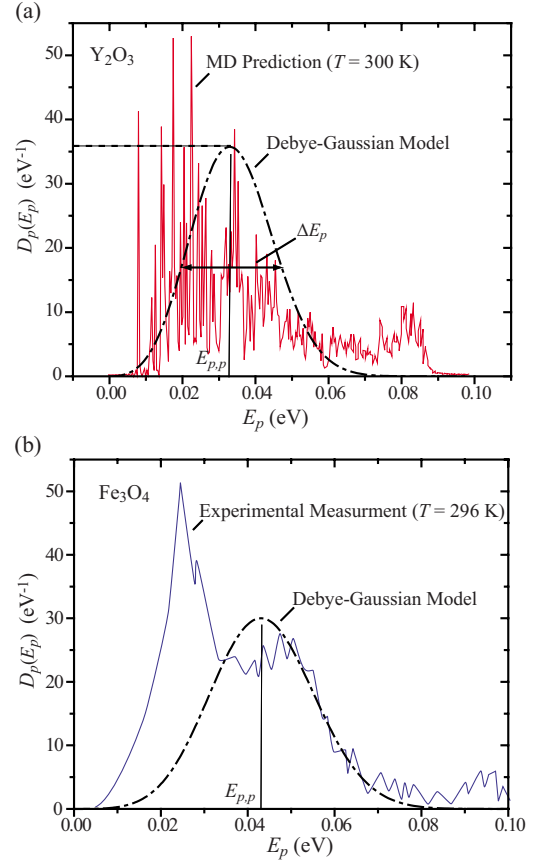 (a)
Y₂O₃
MD Prediction (T = 300 K)
Debye-Gaussian Model
ΔEₚ
Eₚ,ₚ
Dₚ(Eₚ) (eV⁻¹)
50
40
30
20
10
0
0.00 0.02 0.04 0.06 0.08 0.10
Eₚ (eV)
(b)
Fe₃O₄
Experimental Measurment (T = 296 K)
Debye-Gaussian Model
Eₚ,ₚ
Dₚ(Eₚ) (eV⁻¹)
50
40
30
20
10
0
0.00 0.02 0.04 0.06 0.08 0.10
Eₚ (eV)